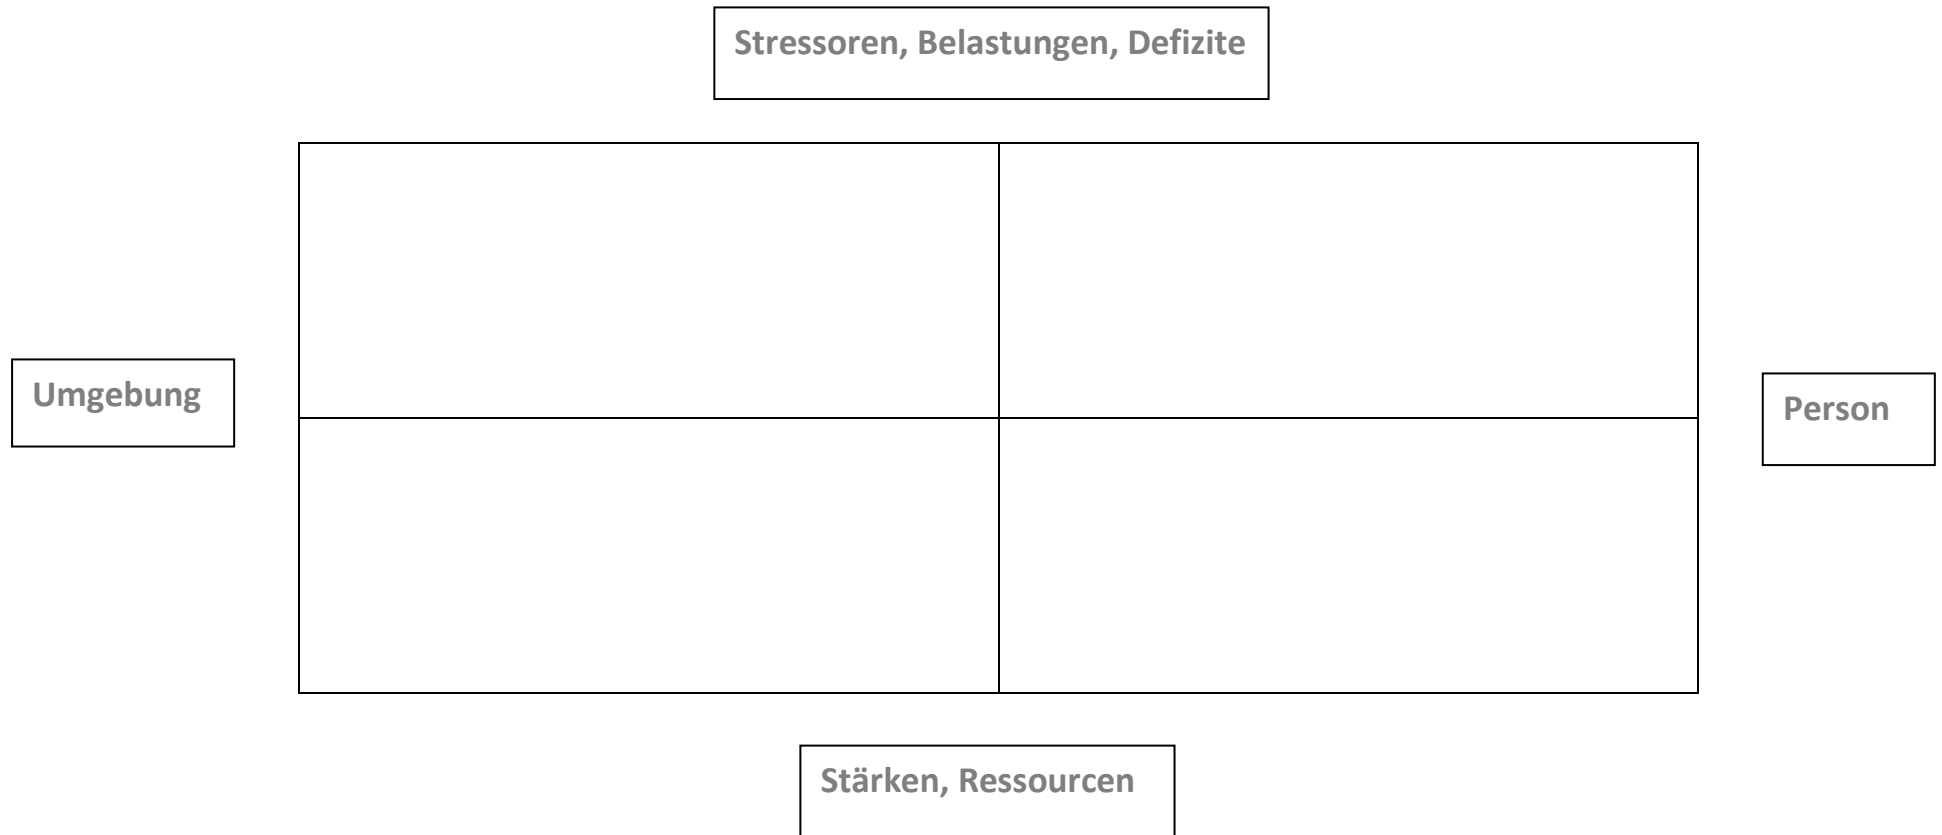 Stressoren, Belastungen, Defizite
Umgebung
Person
Stärken, Ressourcen